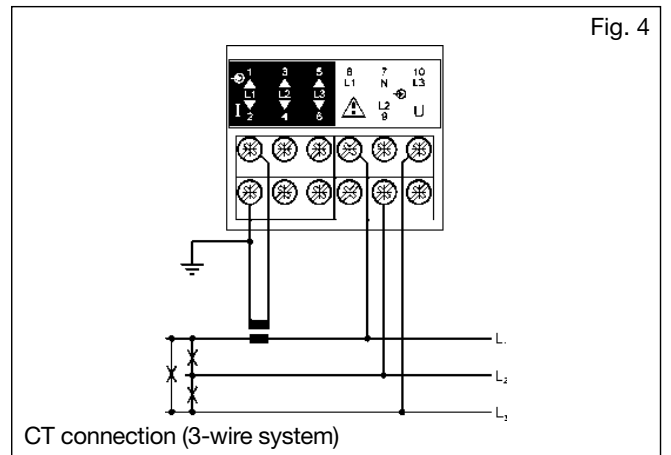 Fig. 4
1 3 5 8 7 10
L1 N L3
L1 L2 L3
I L2 U
2 4 6 9
L1
L2
L3
CT connection (3-wire system)